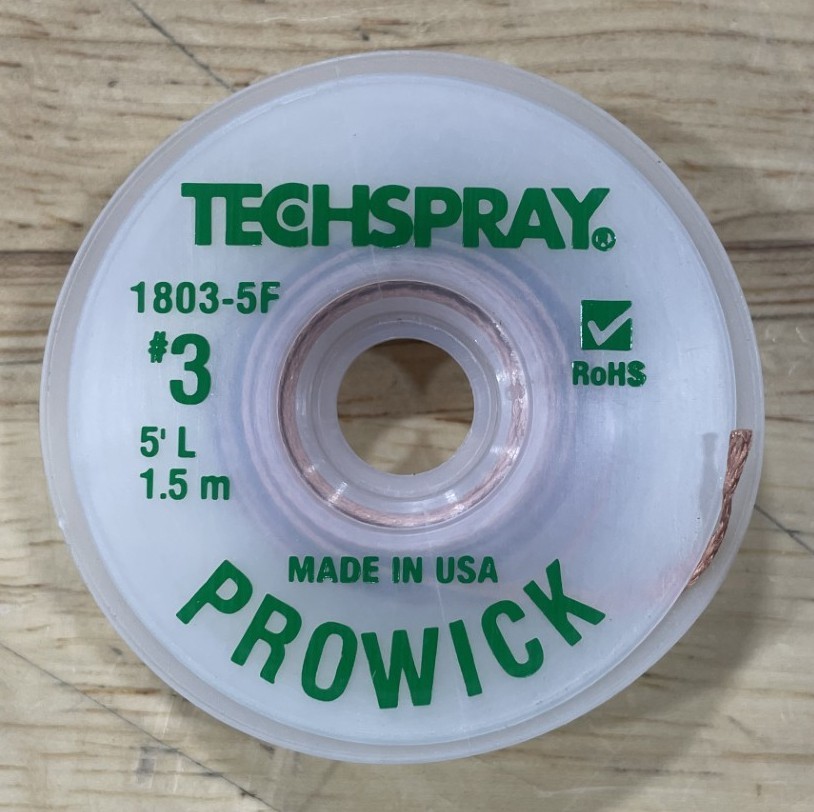 TECHSPRAY®
1803-5F
#3
RoHS
5' L
1.5 m
MADE IN USA
PROWICK